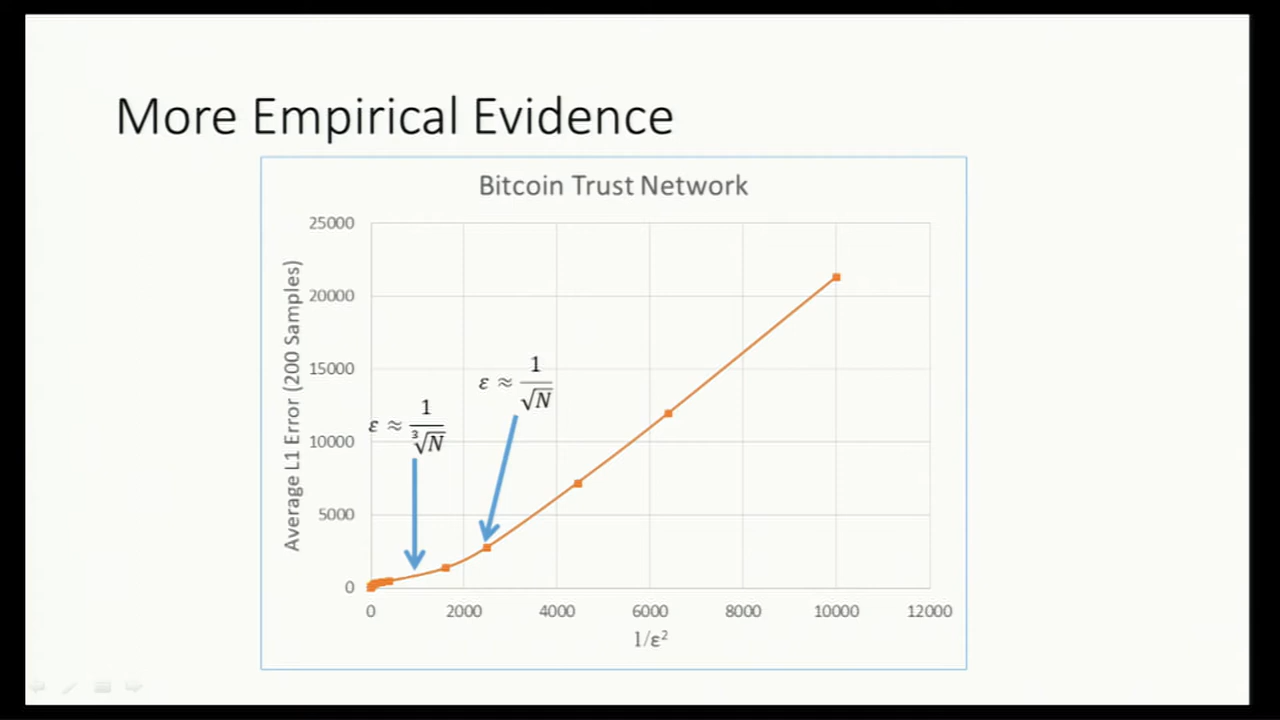 More Empirical Evidence
Bitcoin Trust Network
25000
20000
15000
10000
5000
0
Average L1 Error (200 Samples)
ε ≈ 1/∛N
ε ≈ 1/√N
0 2000 4000 6000 8000 10000 12000
1/ε²